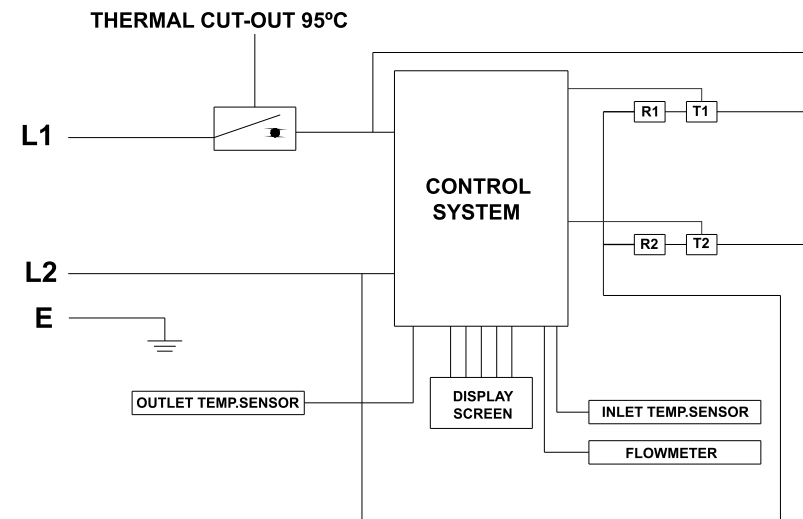 THERMAL CUT-OUT 95ºC
L1
R1
T1
CONTROL
SYSTEM
R2
T2
L2
E
OUTLET TEMP.SENSOR
DISPLAY
SCREEN
INLET TEMP.SENSOR
FLOWMETER